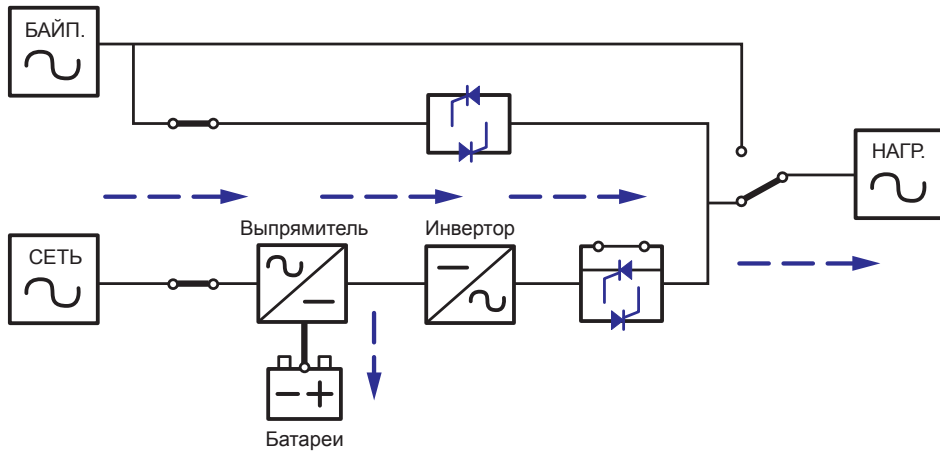 БАЙП.
НАГР.
Выпрямитель
Инвертор
СЕТЬ
Батареи